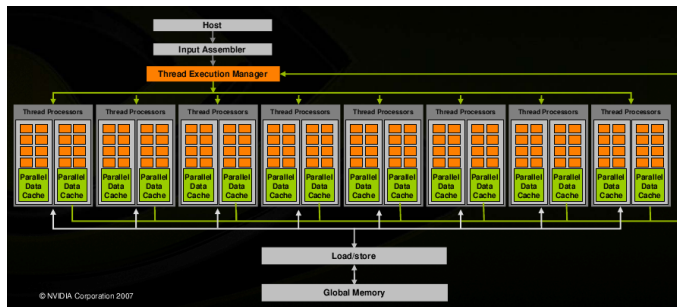 Host
Input Assembler
Thread Execution Manager
Thread Processors Thread Processors Thread Processors Thread Processors Thread Processors Thread Processors Thread Processors Thread Processors
Parallel Parallel Parallel Parallel Parallel Parallel Parallel Parallel Parallel Parallel Parallel Parallel Parallel Parallel Parallel Parallel
Data Data Data Data Data Data Data Data Data Data Data Data Data Data Data Data
Cache Cache Cache Cache Cache Cache Cache Cache Cache Cache Cache Cache Cache Cache Cache Cache
Load/store
Global Memory
© NVIDIA Corporation 2007